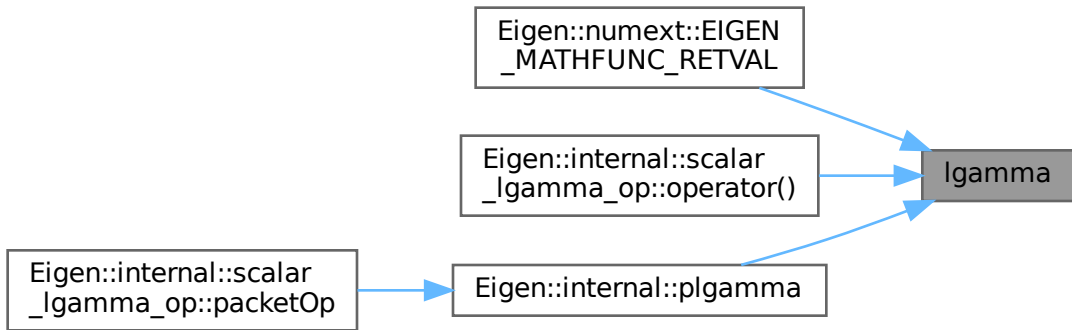 Eigen::numext::EIGEN
_MATHFUNC_RETVAL
Eigen::internal::scalar
_lgamma_op::operator()
lgamma
Eigen::internal::scalar
_lgamma_op::packetOp
Eigen::internal::plgamma